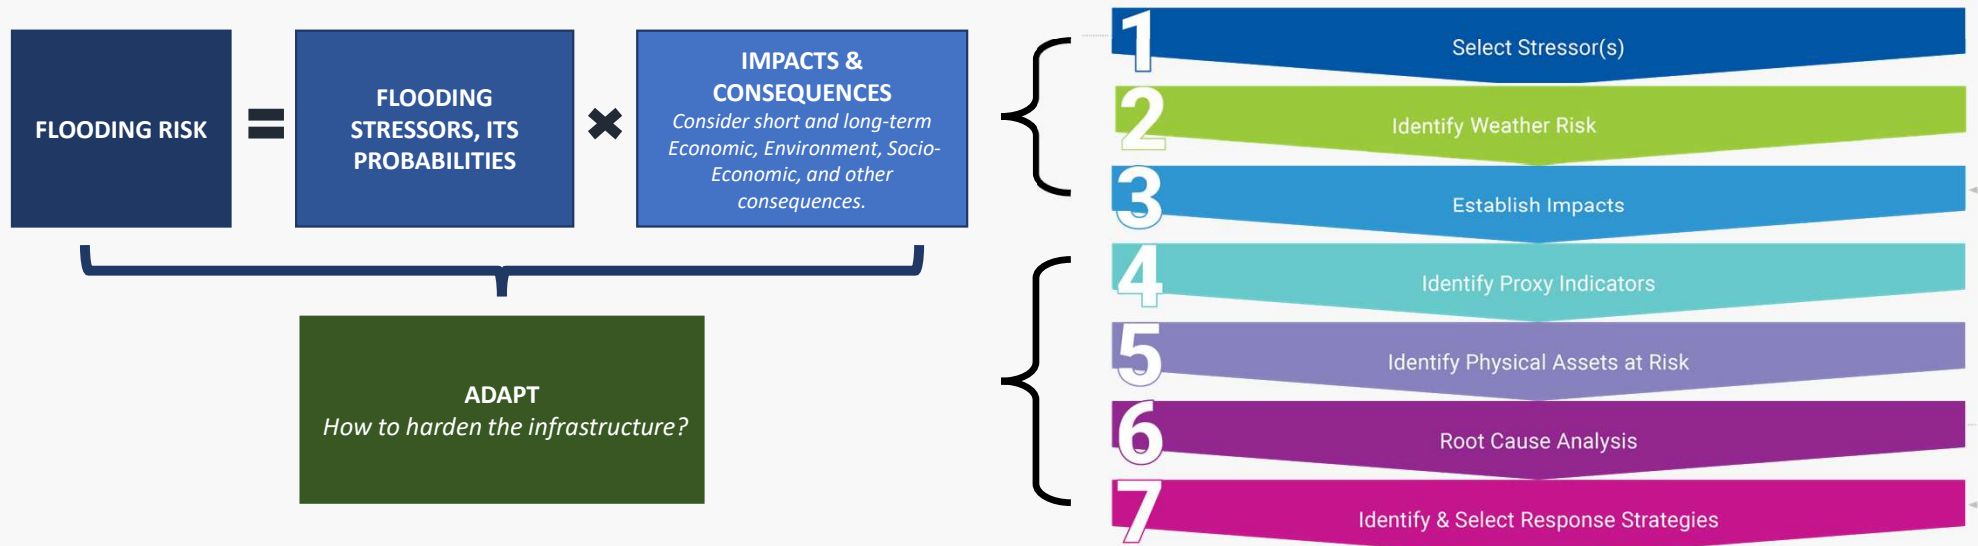 FLOODING RISK
=
FLOODING
STRESSORS, ITS
PROBABILITIES
×
IMPACTS &
CONSEQUENCES
Consider short and long-term
Economic, Environment, Socio-
Economic, and other
consequences.
ADAPT
How to harden the infrastructure?
1
Select Stressor(s)
2
Identify Weather Risk
3
Establish Impacts
4
Identify Proxy Indicators
5
Identify Physical Assets at Risk
6
Root Cause Analysis
7
Identify & Select Response Strategies